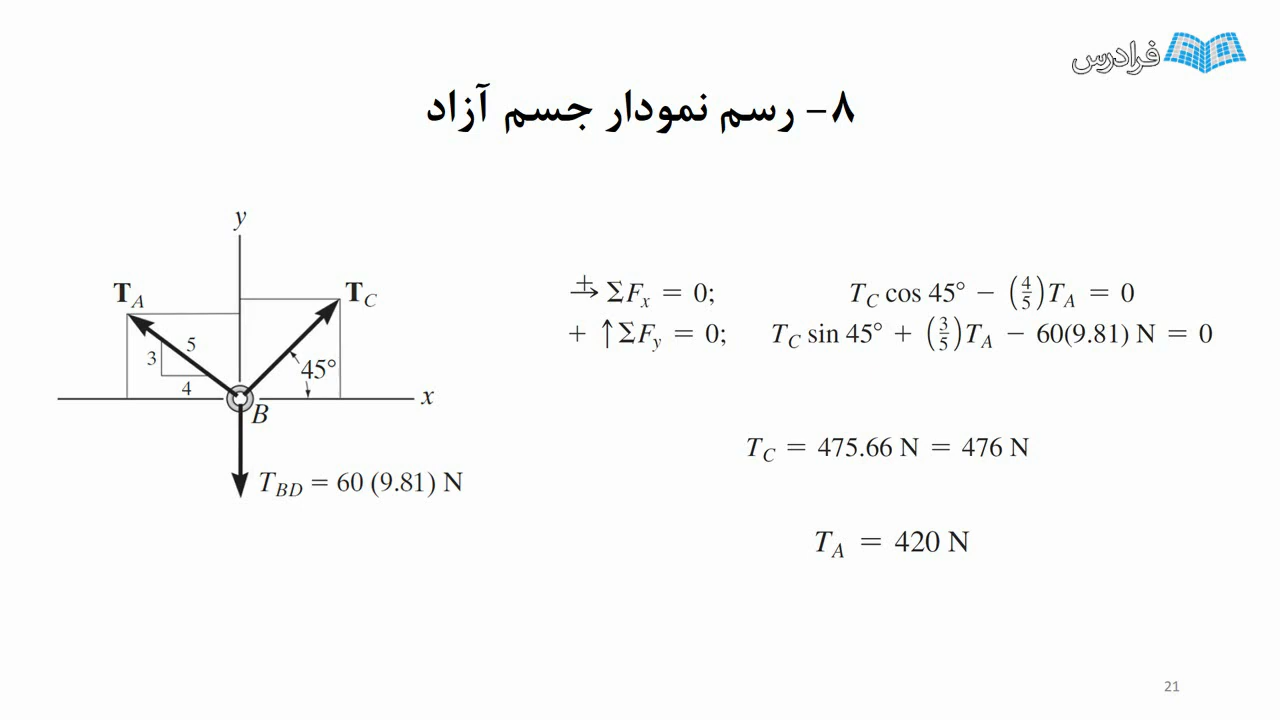 فرادرس
۸- رسم نمودار جسم آزاد
y
T_A
T_C
3
5
4
45°
B
x
T_BD = 60 (9.81) N
→+ ΣF_x = 0; T_C cos 45° − (4/5)T_A = 0
+ ↑ΣF_y = 0; T_C sin 45° + (3/5)T_A − 60(9.81) N = 0
T_C = 475.66 N = 476 N
T_A = 420 N
21